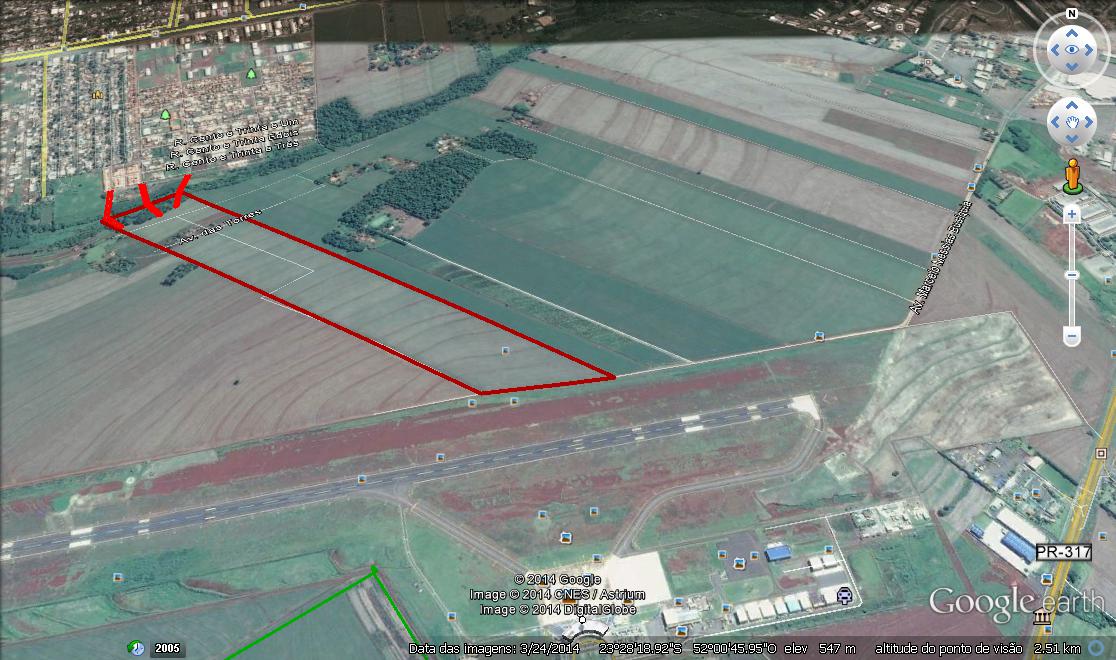 N
R. Cento e Trinta e Um
R. Cento e Trinta e Dois
R. Cento e Trinta e Três
Av. das Torres
Av. Marcelo Messias Busiquia
PR-317
© 2014 Google
Image © 2014 CNES / Astrium
Image © 2014 DigitalGlobe
Google earth
2005
Data das imagens: 3/24/2014 23°28'18.92"S 52°00'45.95"O elev 547 m altitude do ponto de visão 2.51 km